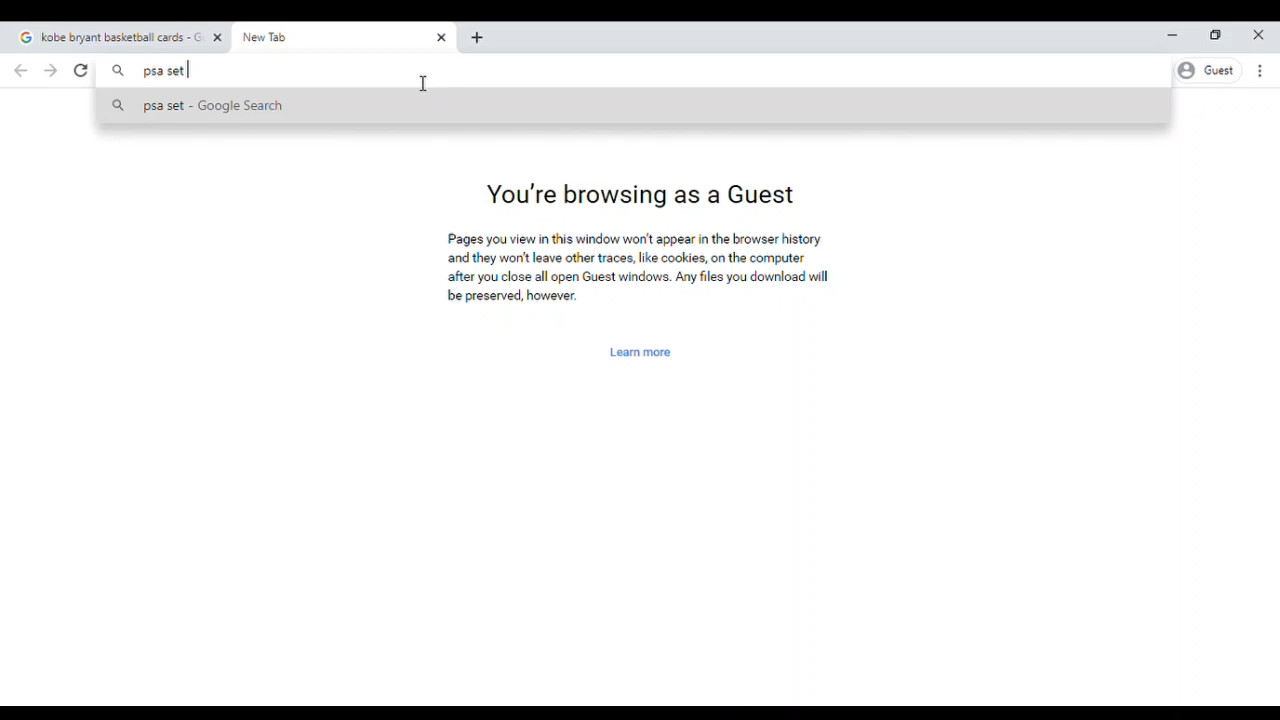 kobe bryant basketball cards - G
New Tab
psa set
Guest
psa set - Google Search
You're browsing as a Guest
Pages you view in this window won't appear in the browser history
and they won't leave other traces, like cookies, on the computer
after you close all open Guest windows. Any files you download will
be preserved, however.
Learn more